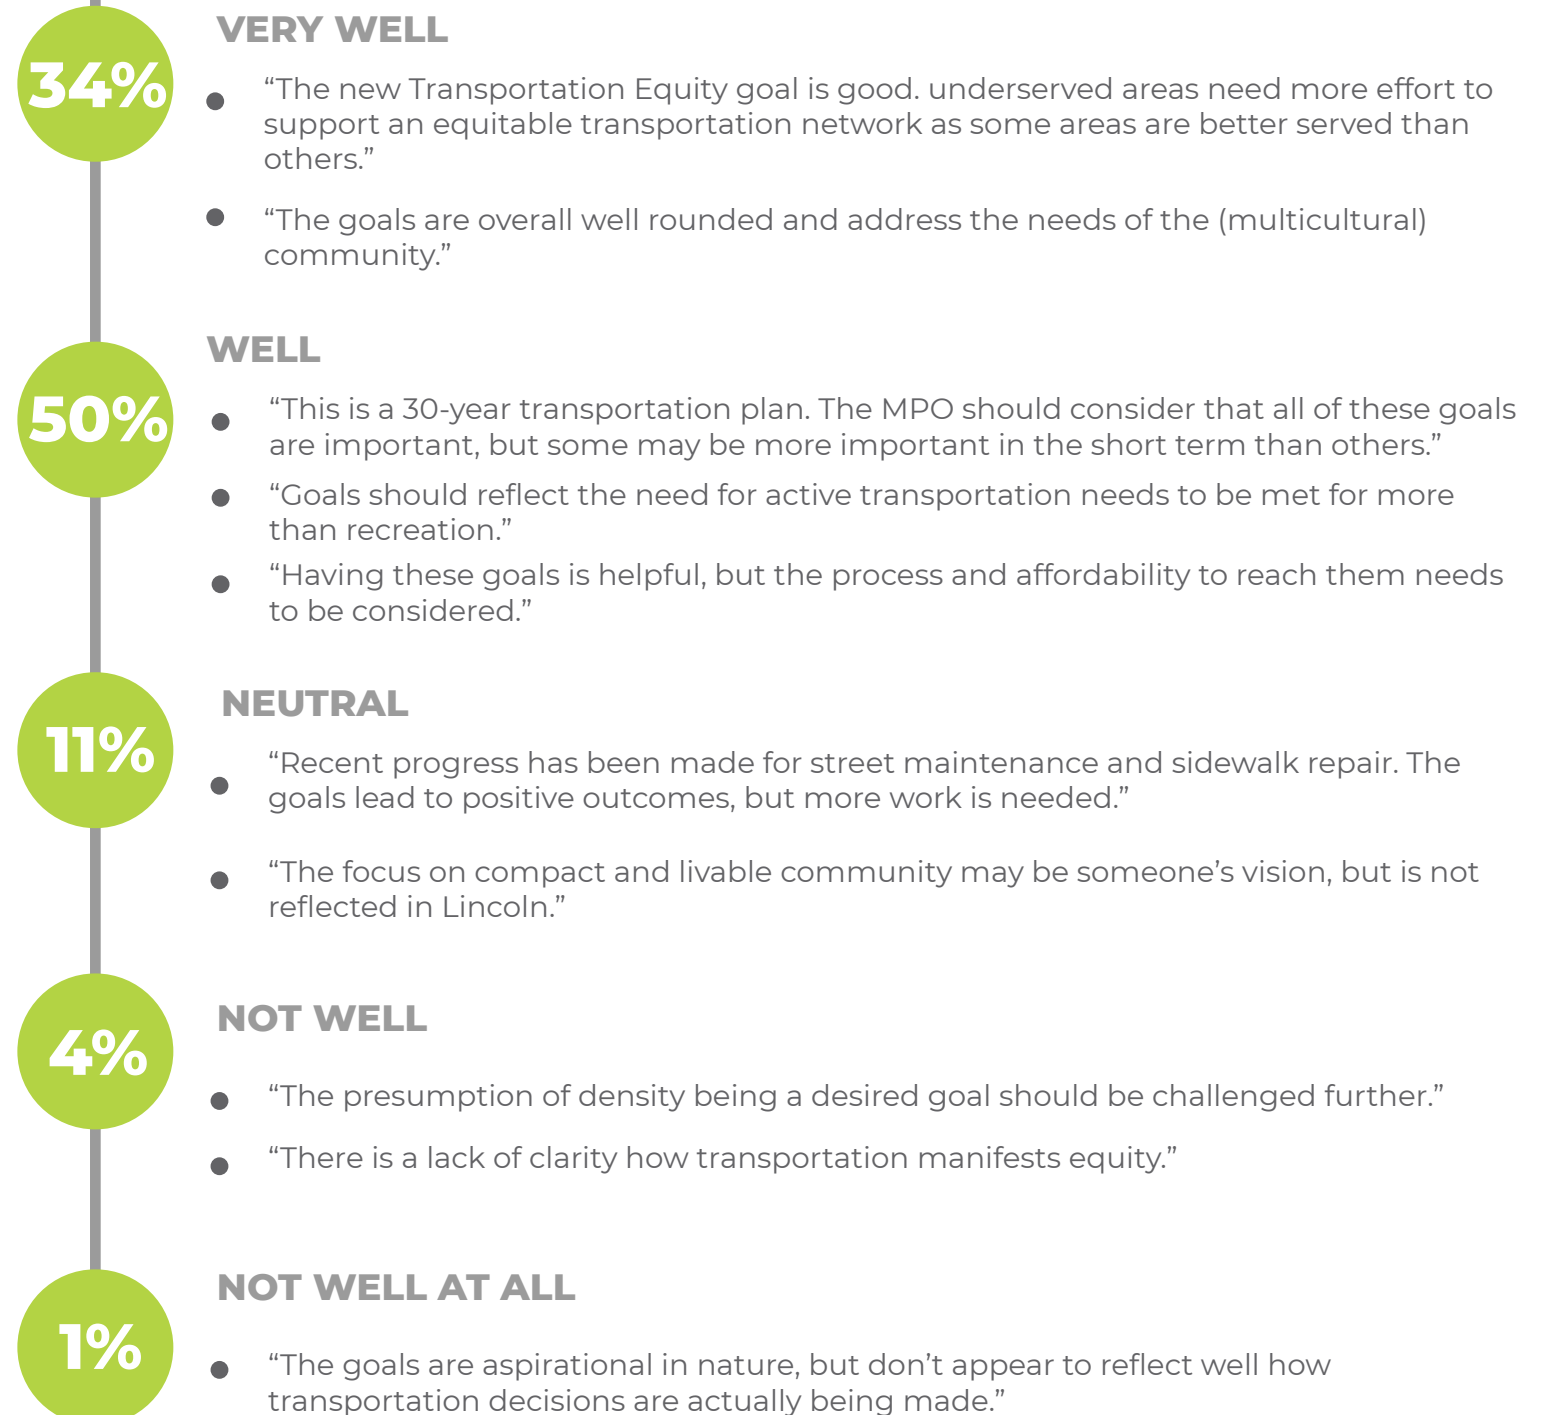 34%
VERY WELL
“The new Transportation Equity goal is good. underserved areas need more effort to
support an equitable transportation network as some areas are better served than
others.”
“The goals are overall well rounded and address the needs of the (multicultural)
community.”
50%
WELL
“This is a 30-year transportation plan. The MPO should consider that all of these goals
are important, but some may be more important in the short term than others.”
“Goals should reflect the need for active transportation needs to be met for more
than recreation.”
“Having these goals is helpful, but the process and affordability to reach them needs
to be considered.”
11%
NEUTRAL
“Recent progress has been made for street maintenance and sidewalk repair. The
goals lead to positive outcomes, but more work is needed.”
“The focus on compact and livable community may be someone’s vision, but is not
reflected in Lincoln.”
4%
NOT WELL
“The presumption of density being a desired goal should be challenged further.”
“There is a lack of clarity how transportation manifests equity.”
1%
NOT WELL AT ALL
“The goals are aspirational in nature, but don’t appear to reflect well how
transportation decisions are actually being made.”